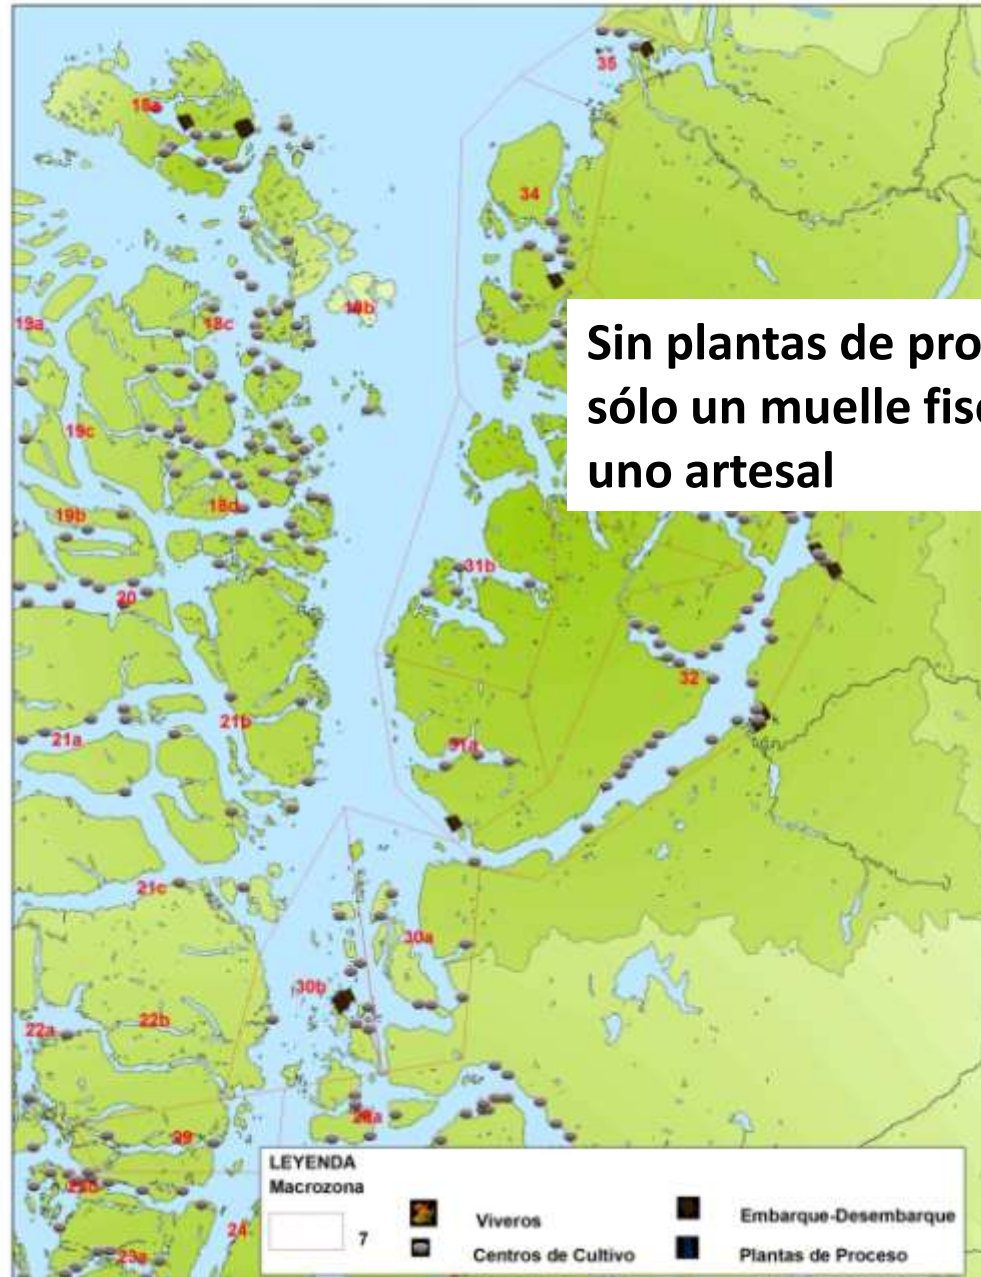 35
18a
34
19a
18c
18b
Sin plantas de pro
sólo un muelle fisc
uno artesal
19c
18d
19b
31b
20
32
21b
21a
31a
21c
30a
30b
22a
22b
28a
29
24
23a
LEYENDA
Macrozona
7
Viveros
Centros de Cultivo
Embarque-Desembarque
Plantas de Proceso